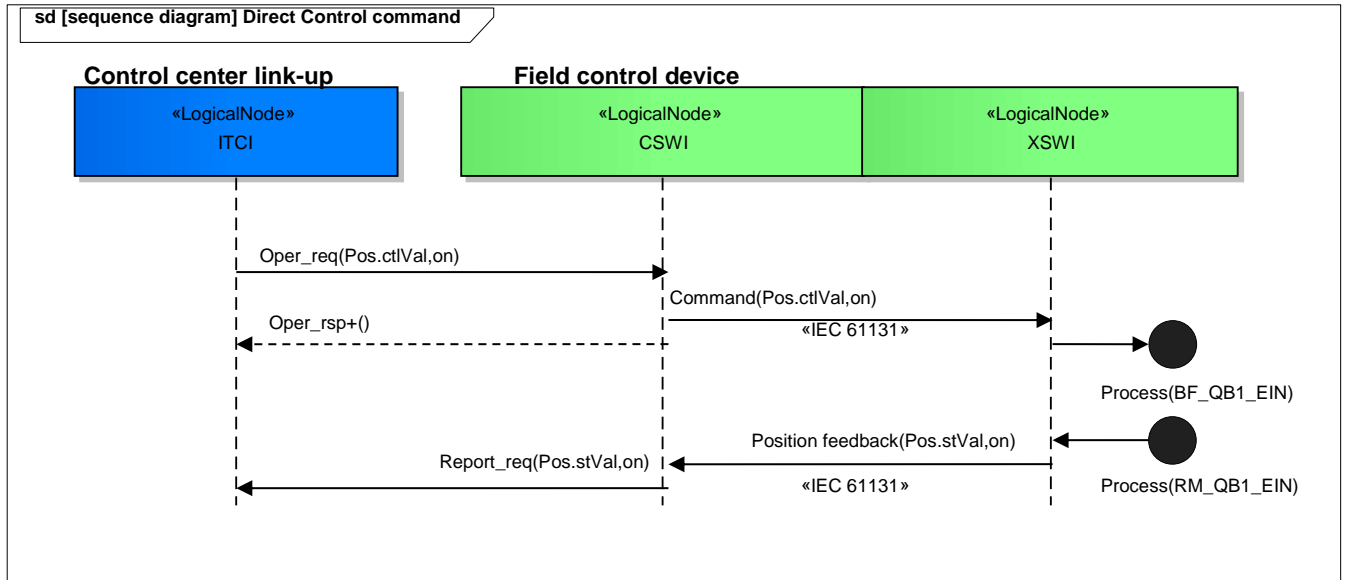 sd [sequence diagram] Direct Control command
Control center link-up
Field control device
«LogicalNode»
ITCI
«LogicalNode»
CSWI
«LogicalNode»
XSWI
Oper_req(Pos.ctlVal,on)
Command(Pos.ctlVal,on)
«IEC 61131»
Oper_rsp+()
Process(BF_QB1_EIN)
Position feedback(Pos.stVal,on)
Report_req(Pos.stVal,on)
«IEC 61131»
Process(RM_QB1_EIN)